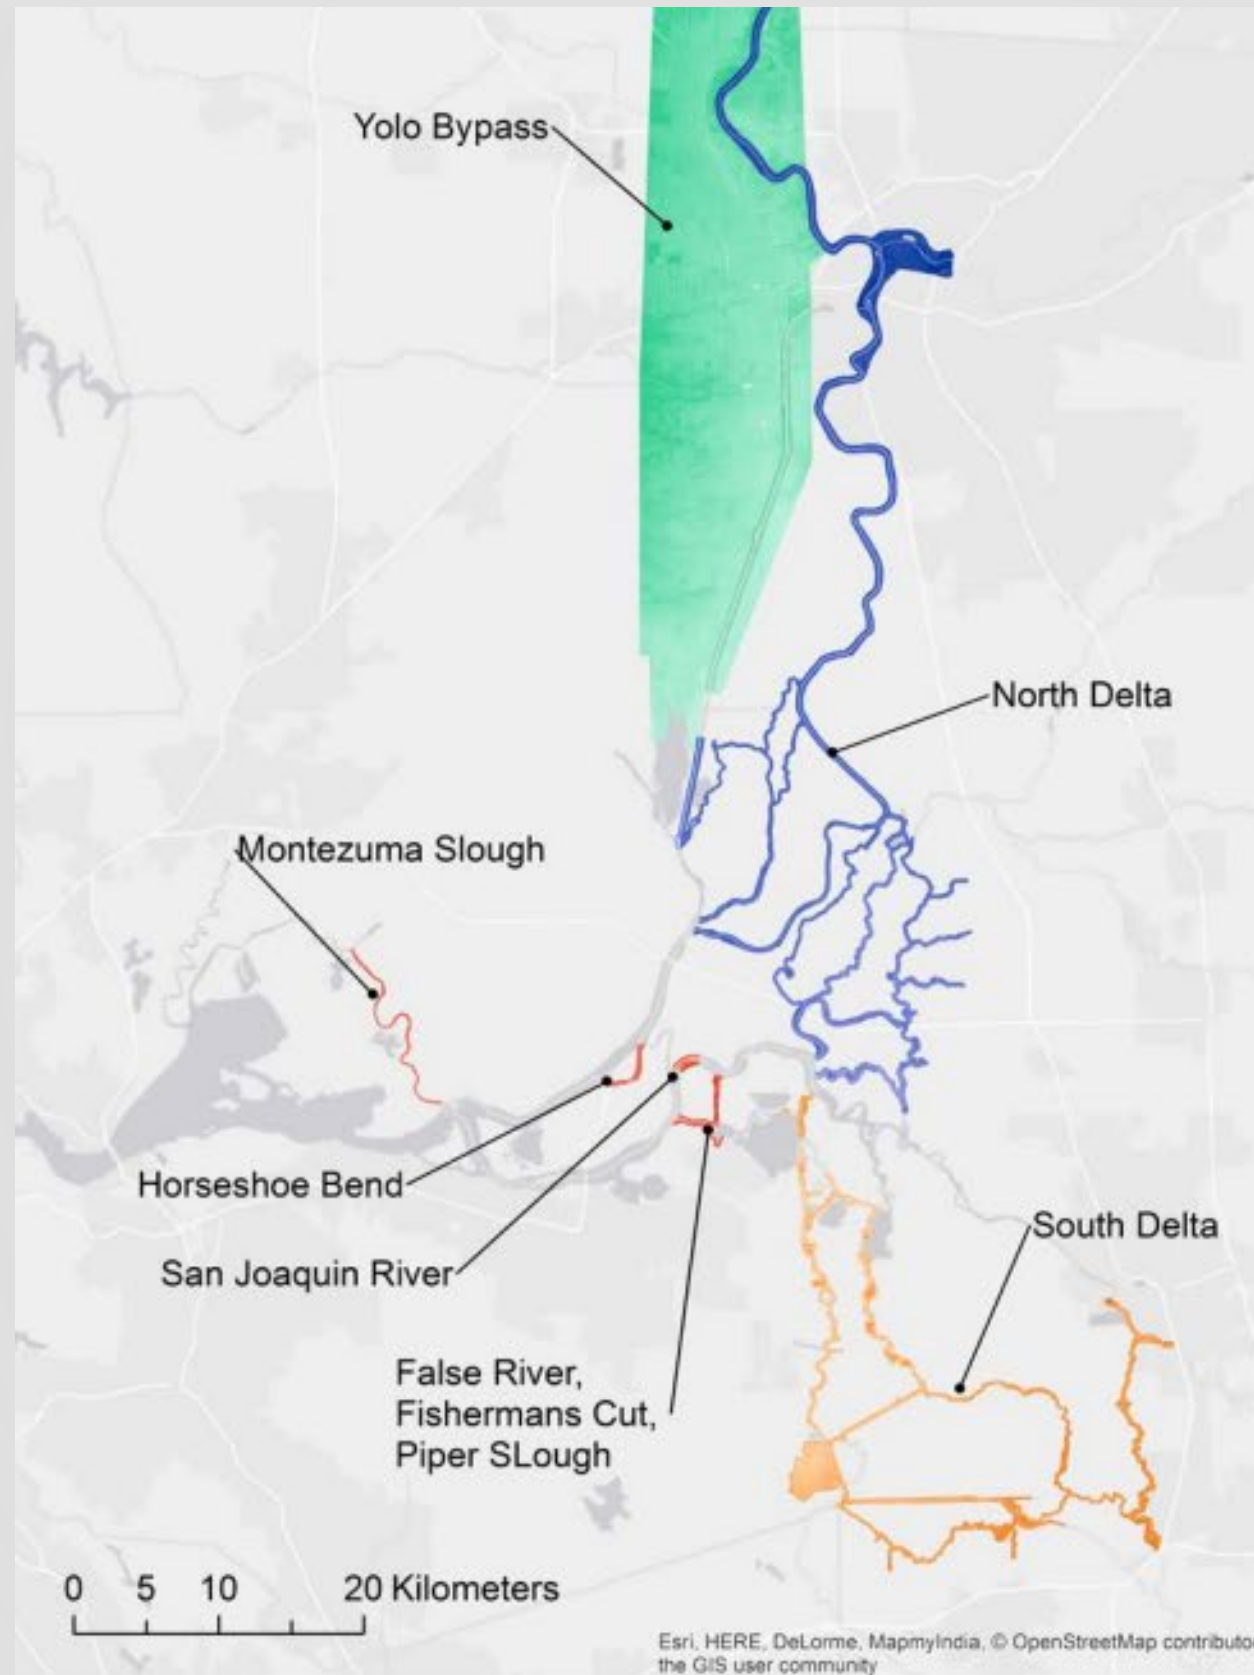 Yolo Bypass
North Delta
Montezuma Slough
Horseshoe Bend
South Delta
San Joaquin River
False River,
Fishermans Cut,
Piper SLough
0 5 10 20 Kilometers
Esri, HERE, DeLorme, MapmyIndia, © OpenStreetMap contributo
the GIS user community